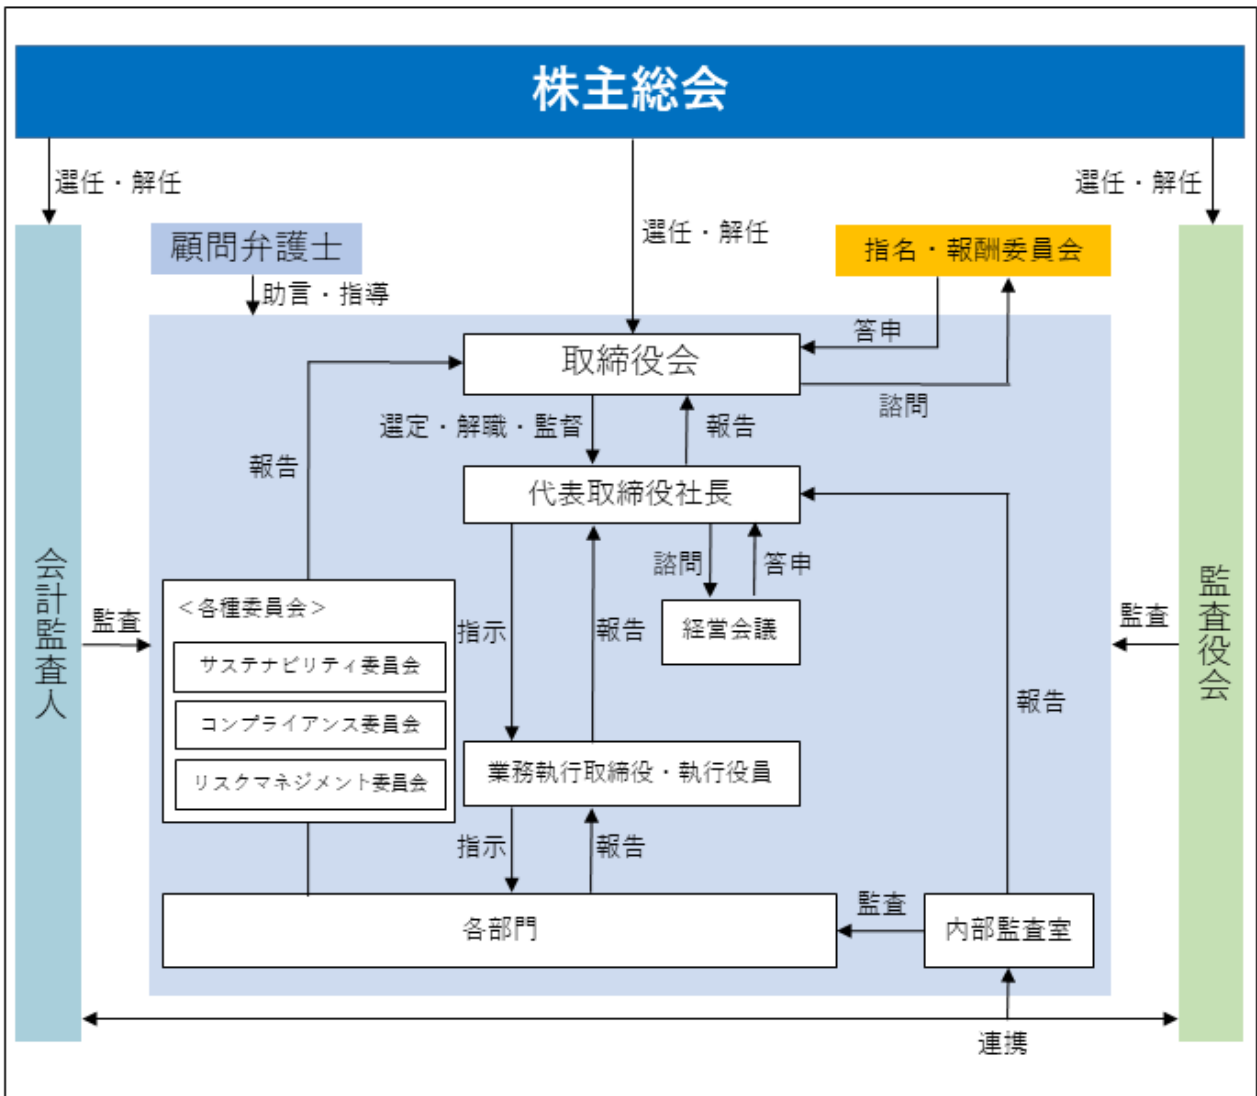 株主総会
選任・解任
選任・解任
選任・解任
顧問弁護士
指名・報酬委員会
助言・指導
答申
取締役会
諮問
選定・解職・監督
報告
報告
代表取締役社長
諮問
答申
会計監査人
監査役会
監査
監査
＜各種委員会＞
サステナビリティ委員会
コンプライアンス委員会
リスクマネジメント委員会
指示
報告
経営会議
報告
業務執行取締役・執行役員
指示
報告
各部門
監査
内部監査室
連携